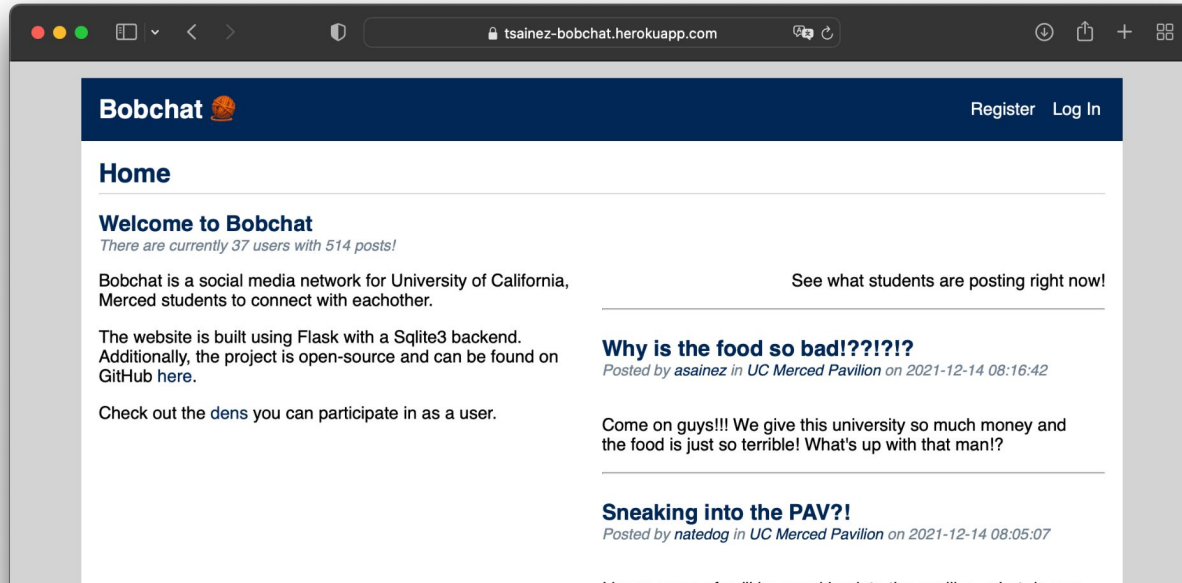 tsainez-bobchat.herokuapp.com
Bobchat
Register Log In
Home
Welcome to Bobchat
There are currently 37 users with 514 posts!
Bobchat is a social media network for University of California,
Merced students to connect with eachother.
The website is built using Flask with a Sqlite3 backend.
Additionally, the project is open-source and can be found on
GitHub here.
Check out the dens you can participate in as a user.
See what students are posting right now!
Why is the food so bad!??!?!?
Posted by asainez in UC Merced Pavilion on 2021-12-14 08:16:42
Come on guys!!! We give this university so much money and
the food is just so terrible! What's up with that man!?
Sneaking into the PAV?!
Posted by natedog in UC Merced Pavilion on 2021-12-14 08:05:07